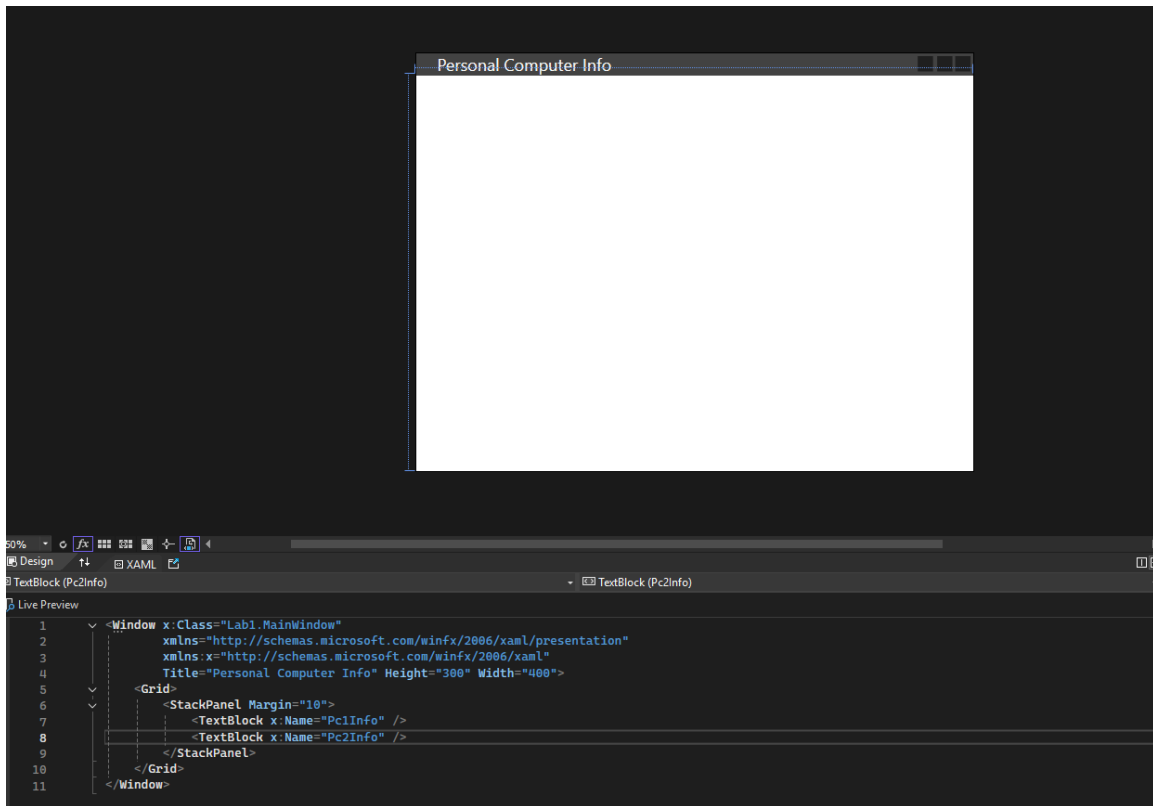 Personal Computer Info
50%
fx
Design
XAML
TextBlock (Pc2Info)
TextBlock (Pc2Info)
Live Preview
1 <Window x:Class="Lab1.MainWindow"
2 xmlns="http://schemas.microsoft.com/winfx/2006/xaml/presentation"
3 xmlns:x="http://schemas.microsoft.com/winfx/2006/xaml"
4 Title="Personal Computer Info" Height="300" Width="400">
5 <Grid>
6 <StackPanel Margin="10">
7 <TextBlock x:Name="Pc1Info" />
8 <TextBlock x:Name="Pc2Info" />
9 </StackPanel>
10 </Grid>
11 </Window>